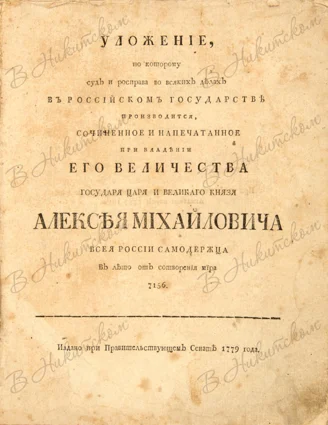 УЛОЖЕНІЕ,
по которому
судъ и росправа во всякихъ дѣлахъ
ВЪ РОССІЙСКОМЪ ГОСУДАРСТВѢ
ПРОИЗВОДИТСЯ,
СОЧИНЕННОЕ И НАПЕЧАТАННОЕ
ПРИ ВЛАДѢНІИ
ЕГО ВЕЛИЧЕСТВА
ГОСУДАРЯ ЦАРЯ И ВЕЛИКАГО КНЯЗЯ
АЛЕКСѢЯ МІХАЙЛОВИЧА
ВСЕЯ РОССІИ САМОДЕРЖЦА
въ лѣто отъ сотворенія міра
7156.
Издано при Правительствующемъ Сенатѣ 1779 года.
В Никитском